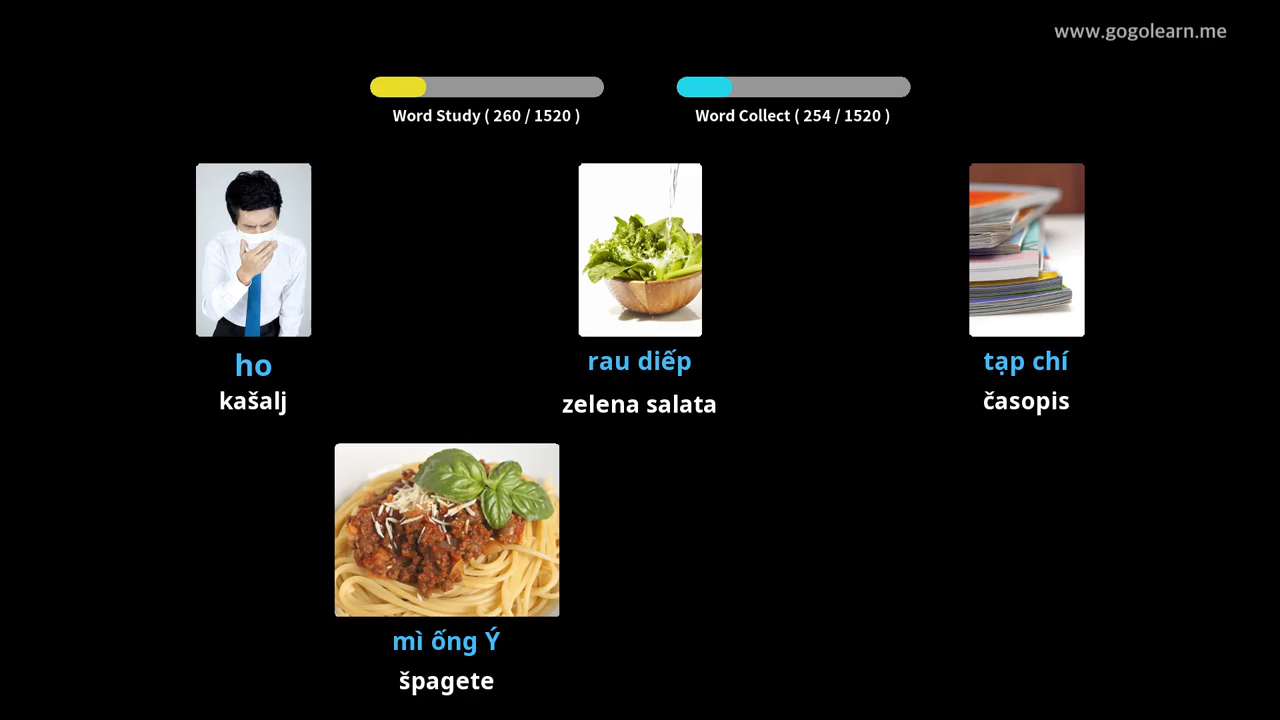 www.gogolearn.me
Word Study ( 260 / 1520 )
Word Collect ( 254 / 1520 )
ho
kašalj
rau diếp
zelena salata
tạp chí
časopis
mì ống Ý
špagete